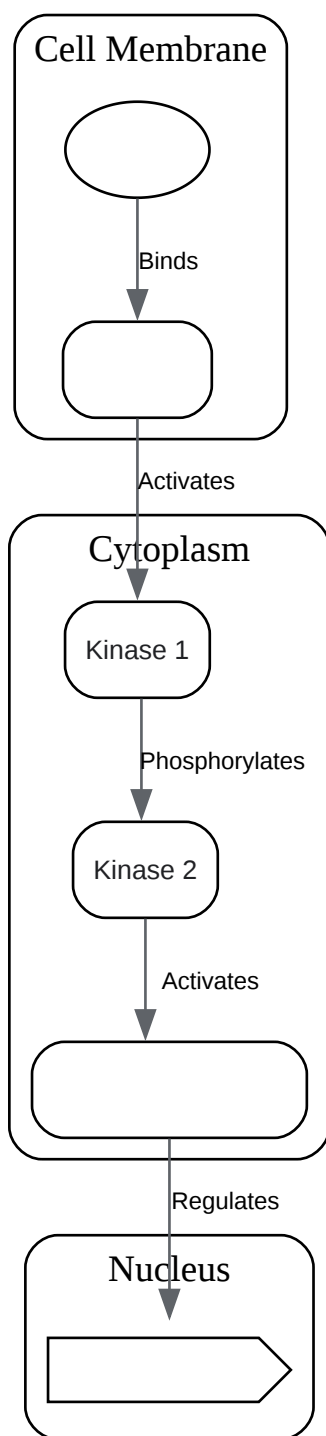 Cell Membrane
Binds
Activates
Cytoplasm
Kinase 1
Phosphorylates
Kinase 2
Activates
Regulates
Nucleus